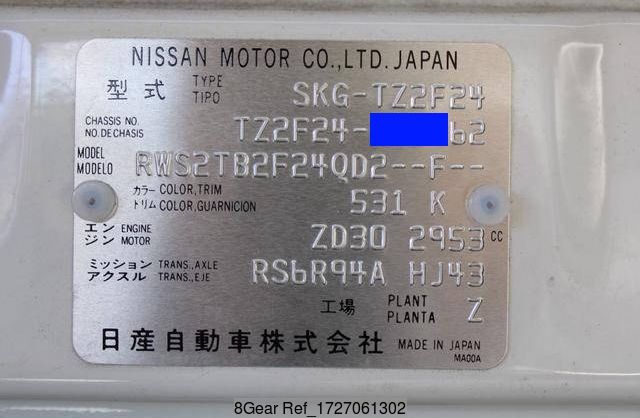 NISSAN MOTOR CO.,LTD. JAPAN
型式 TYPE TIPO SKG-TZ2F24
CHASSIS NO. NO. DE CHASIS TZ2F24- 62
MODEL MODELO RWS2TB2F24QD2--F--
カラー COLOR,TRIM トリム COLOR,GUARNICION 531 K
エンジン ENGINE MOTOR ZD30 2953 CC
ミッション TRANS.,AXLE アクスル TRANS.,EJE RS6R94A HJ43
工場 PLANT PLANTA Z
日産自動車株式会社 MADE IN JAPAN
MA00A
8Gear Ref_1727061302